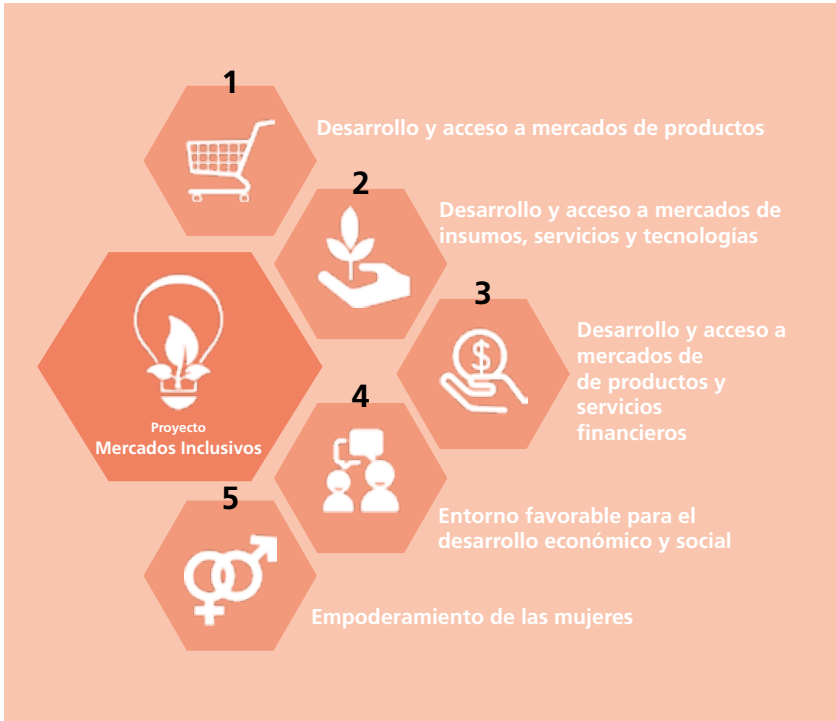 1
Desarrollo y acceso a mercados de productos
2
Desarrollo y acceso a mercados de
insumos, servicios y tecnologías
3
Desarrollo y acceso a
mercados de
de productos y
servicios
financieros
$
Proyecto
Mercados Inclusivos
4
Entorno favorable para el
desarrollo económico y social
5
Empoderamiento de las mujeres